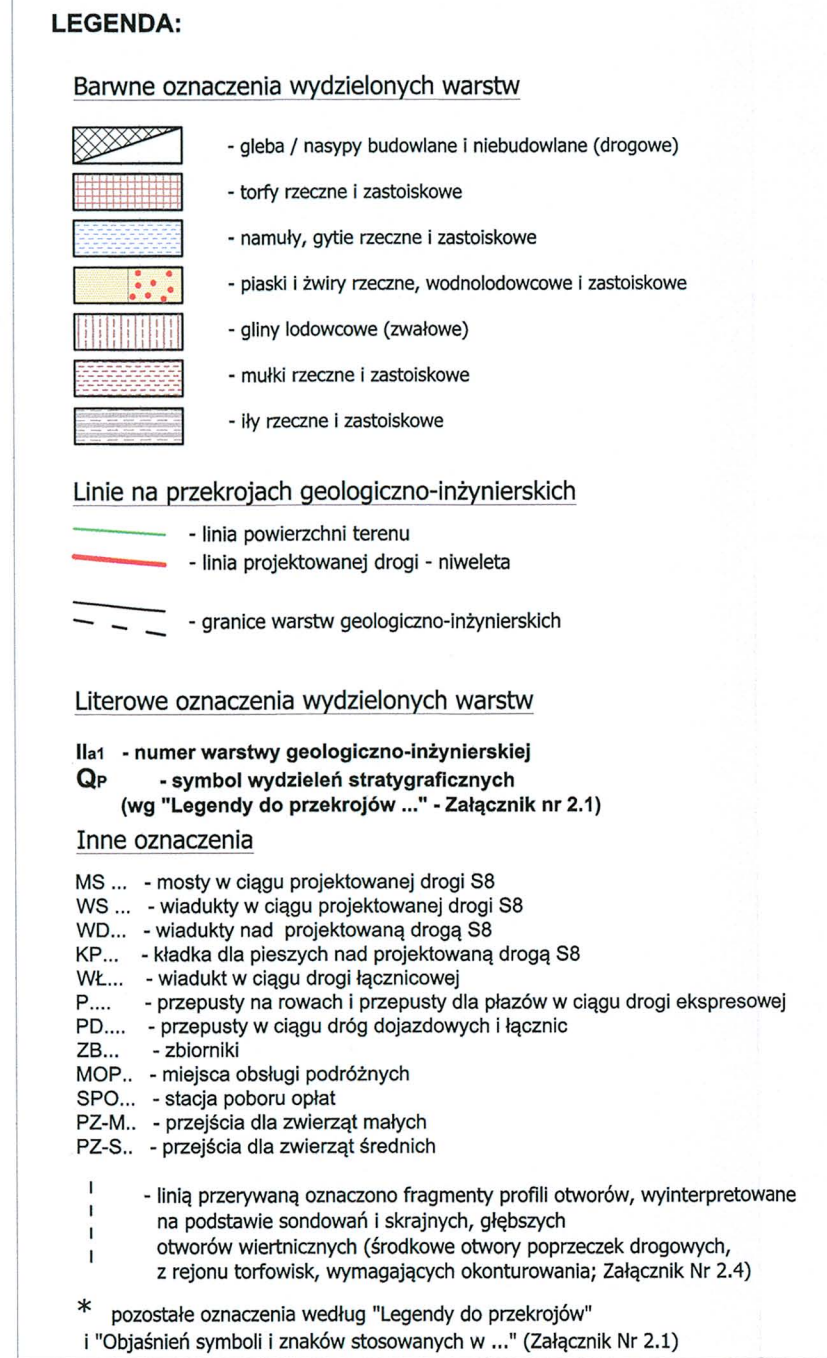 LEGENDA:
Barwne oznaczenia wydzielonych warstw
- gleba / nasypy budowlane i niebudowlane (drogowe)
- torfy rzeczne i zastoiskowe
- namuły, gytie rzeczne i zastoiskowe
- piaski i żwiry rzeczne, wodnolodowcowe i zastoiskowe
- gliny lodowcowe (zwałowe)
- mułki rzeczne i zastoiskowe
- iły rzeczne i zastoiskowe
Linie na przekrojach geologiczno-inżynierskich
- linia powierzchni terenu
- linia projektowanej drogi - niweleta
- granice warstw geologiczno-inżynierskich
Literowe oznaczenia wydzielonych warstw
IIa1 - numer warstwy geologiczno-inżynierskiej
QP - symbol wydzieleń stratygraficznych
(wg "Legendy do przekrojów ..." - Załącznik nr 2.1)
Inne oznaczenia
MS ... - mosty w ciągu projektowanej drogi S8
WS ... - wiadukty w ciągu projektowanej drogi S8
WD... - wiadukty nad projektowaną drogą S8
KP... - kładka dla pieszych nad projektowaną drogą S8
WŁ... - wiadukt w ciągu drogi łącznicowej
P.... - przepusty na rowach i przepusty dla płazów w ciągu drogi ekspresowej
PD.... - przepusty w ciągu dróg dojazdowych i łącznic
ZB... - zbiorniki
MOP.. - miejsca obsługi podróżnych
SPO... - stacja poboru opłat
PZ-M.. - przejścia dla zwierząt małych
PZ-S.. - przejścia dla zwierząt średnich
- linią przerywaną oznaczono fragmenty profili otworów, wyinterpretowane
na podstawie sondowań i skrajnych, głębszych
otworów wiertnicznych (środkowe otwory poprzeczek drogowych,
z rejonu torfowisk, wymagających okonturowania; Załącznik Nr 2.4)
* pozostałe oznaczenia według "Legendy do przekrojów"
i "Objaśnień symboli i znaków stosowanych w ..." (Załącznik Nr 2.1)